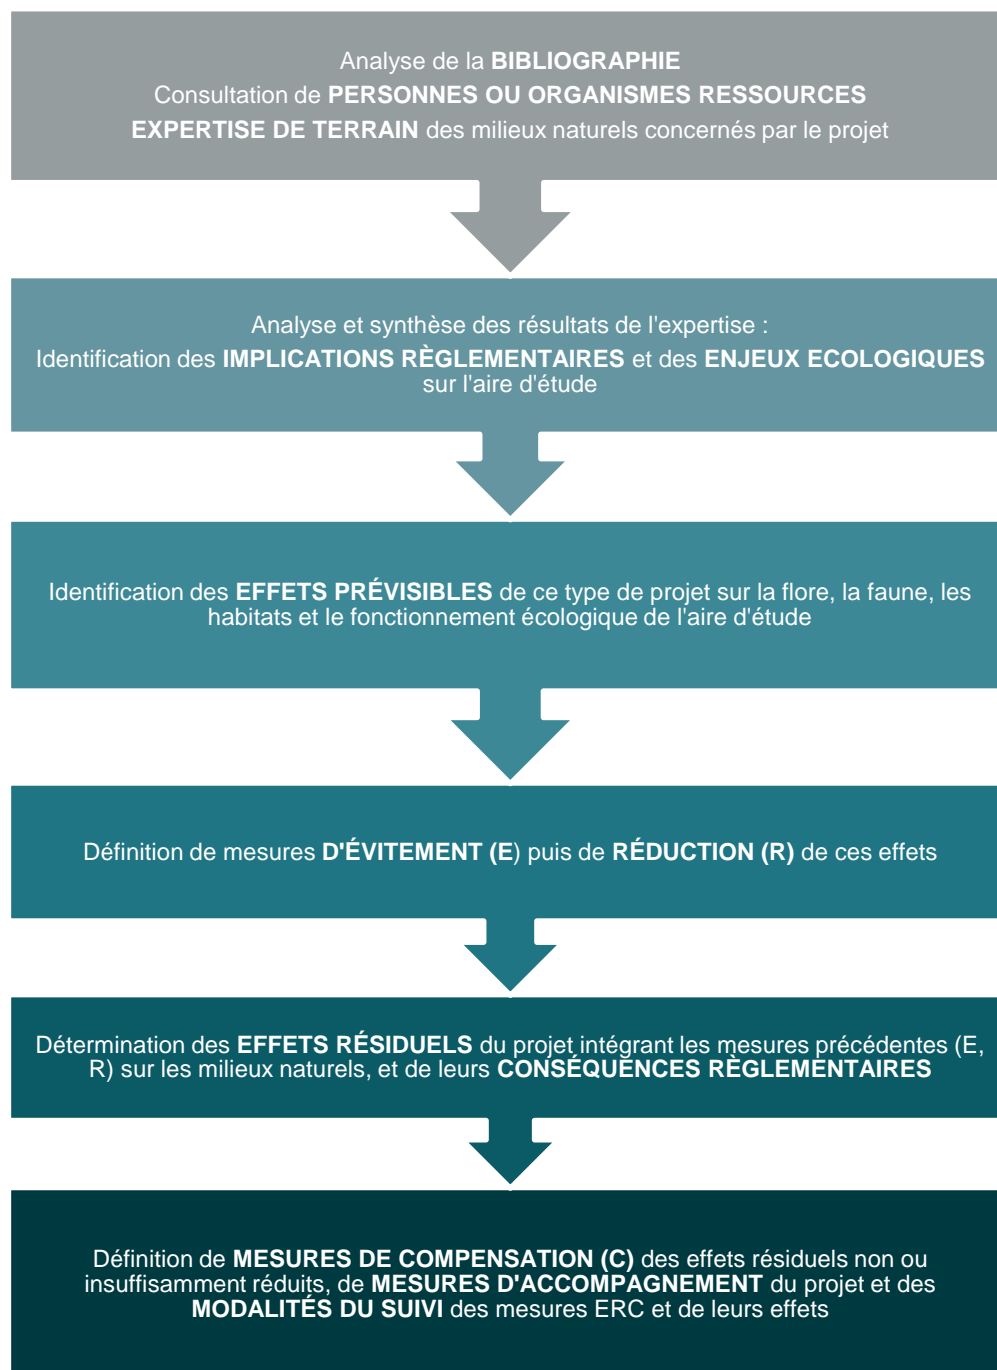 Analyse de la BIBLIOGRAPHIE
Consultation de PERSONNES OU ORGANISMES RESSOURCES
EXPERTISE DE TERRAIN des milieux naturels concernés par le projet
Analyse et synthèse des résultats de l'expertise :
Identification des IMPLICATIONS RÈGLEMENTAIRES et des ENJEUX ECOLOGIQUES
sur l'aire d'étude
Identification des EFFETS PRÉVISIBLES de ce type de projet sur la flore, la faune, les
habitats et le fonctionnement écologique de l'aire d'étude
Définition de mesures D'ÉVITEMENT (E) puis de RÉDUCTION (R) de ces effets
Détermination des EFFETS RÉSIDUELS du projet intégrant les mesures précédentes (E,
R) sur les milieux naturels, et de leurs CONSÉQUENCES RÈGLEMENTAIRES
Définition de MESURES DE COMPENSATION (C) des effets résiduels non ou
insuffisamment réduits, de MESURES D'ACCOMPAGNEMENT du projet et des
MODALITÉS DU SUIVI des mesures ERC et de leurs effets